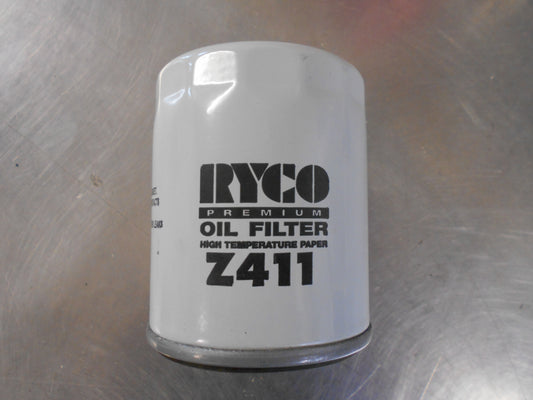 RYCO
PREMIUM
OIL FILTER
HIGH TEMPERATURE PAPER
Z411